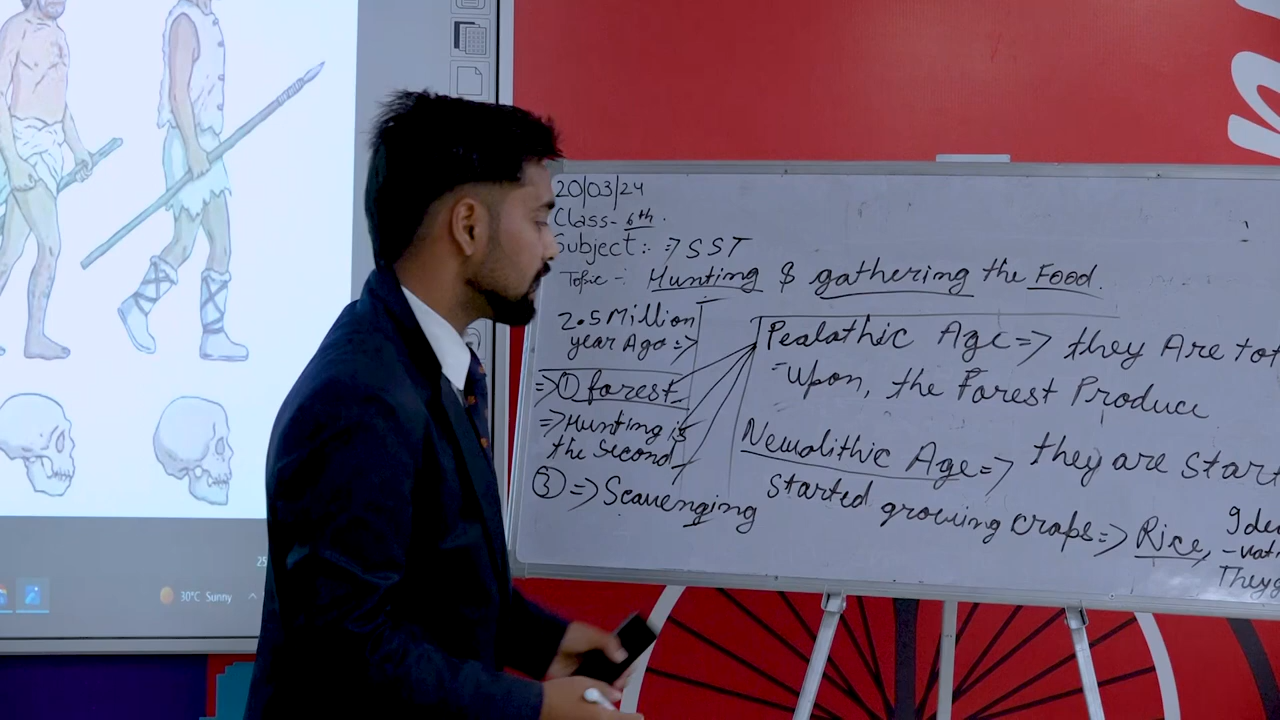 20/03/24
Class- 6th.
Subject:- => SST
Topic -: Hunting & gathering the Food.
2.5 Million
year Ago =>
=> ① forest
=> Hunting is
the Second
③ => Scavenging
Pealathic Age => they Are tot
upon, the Forest Produce
Newolithic Age => they are start
started growing craps => Rice,
They
30°C Sunny